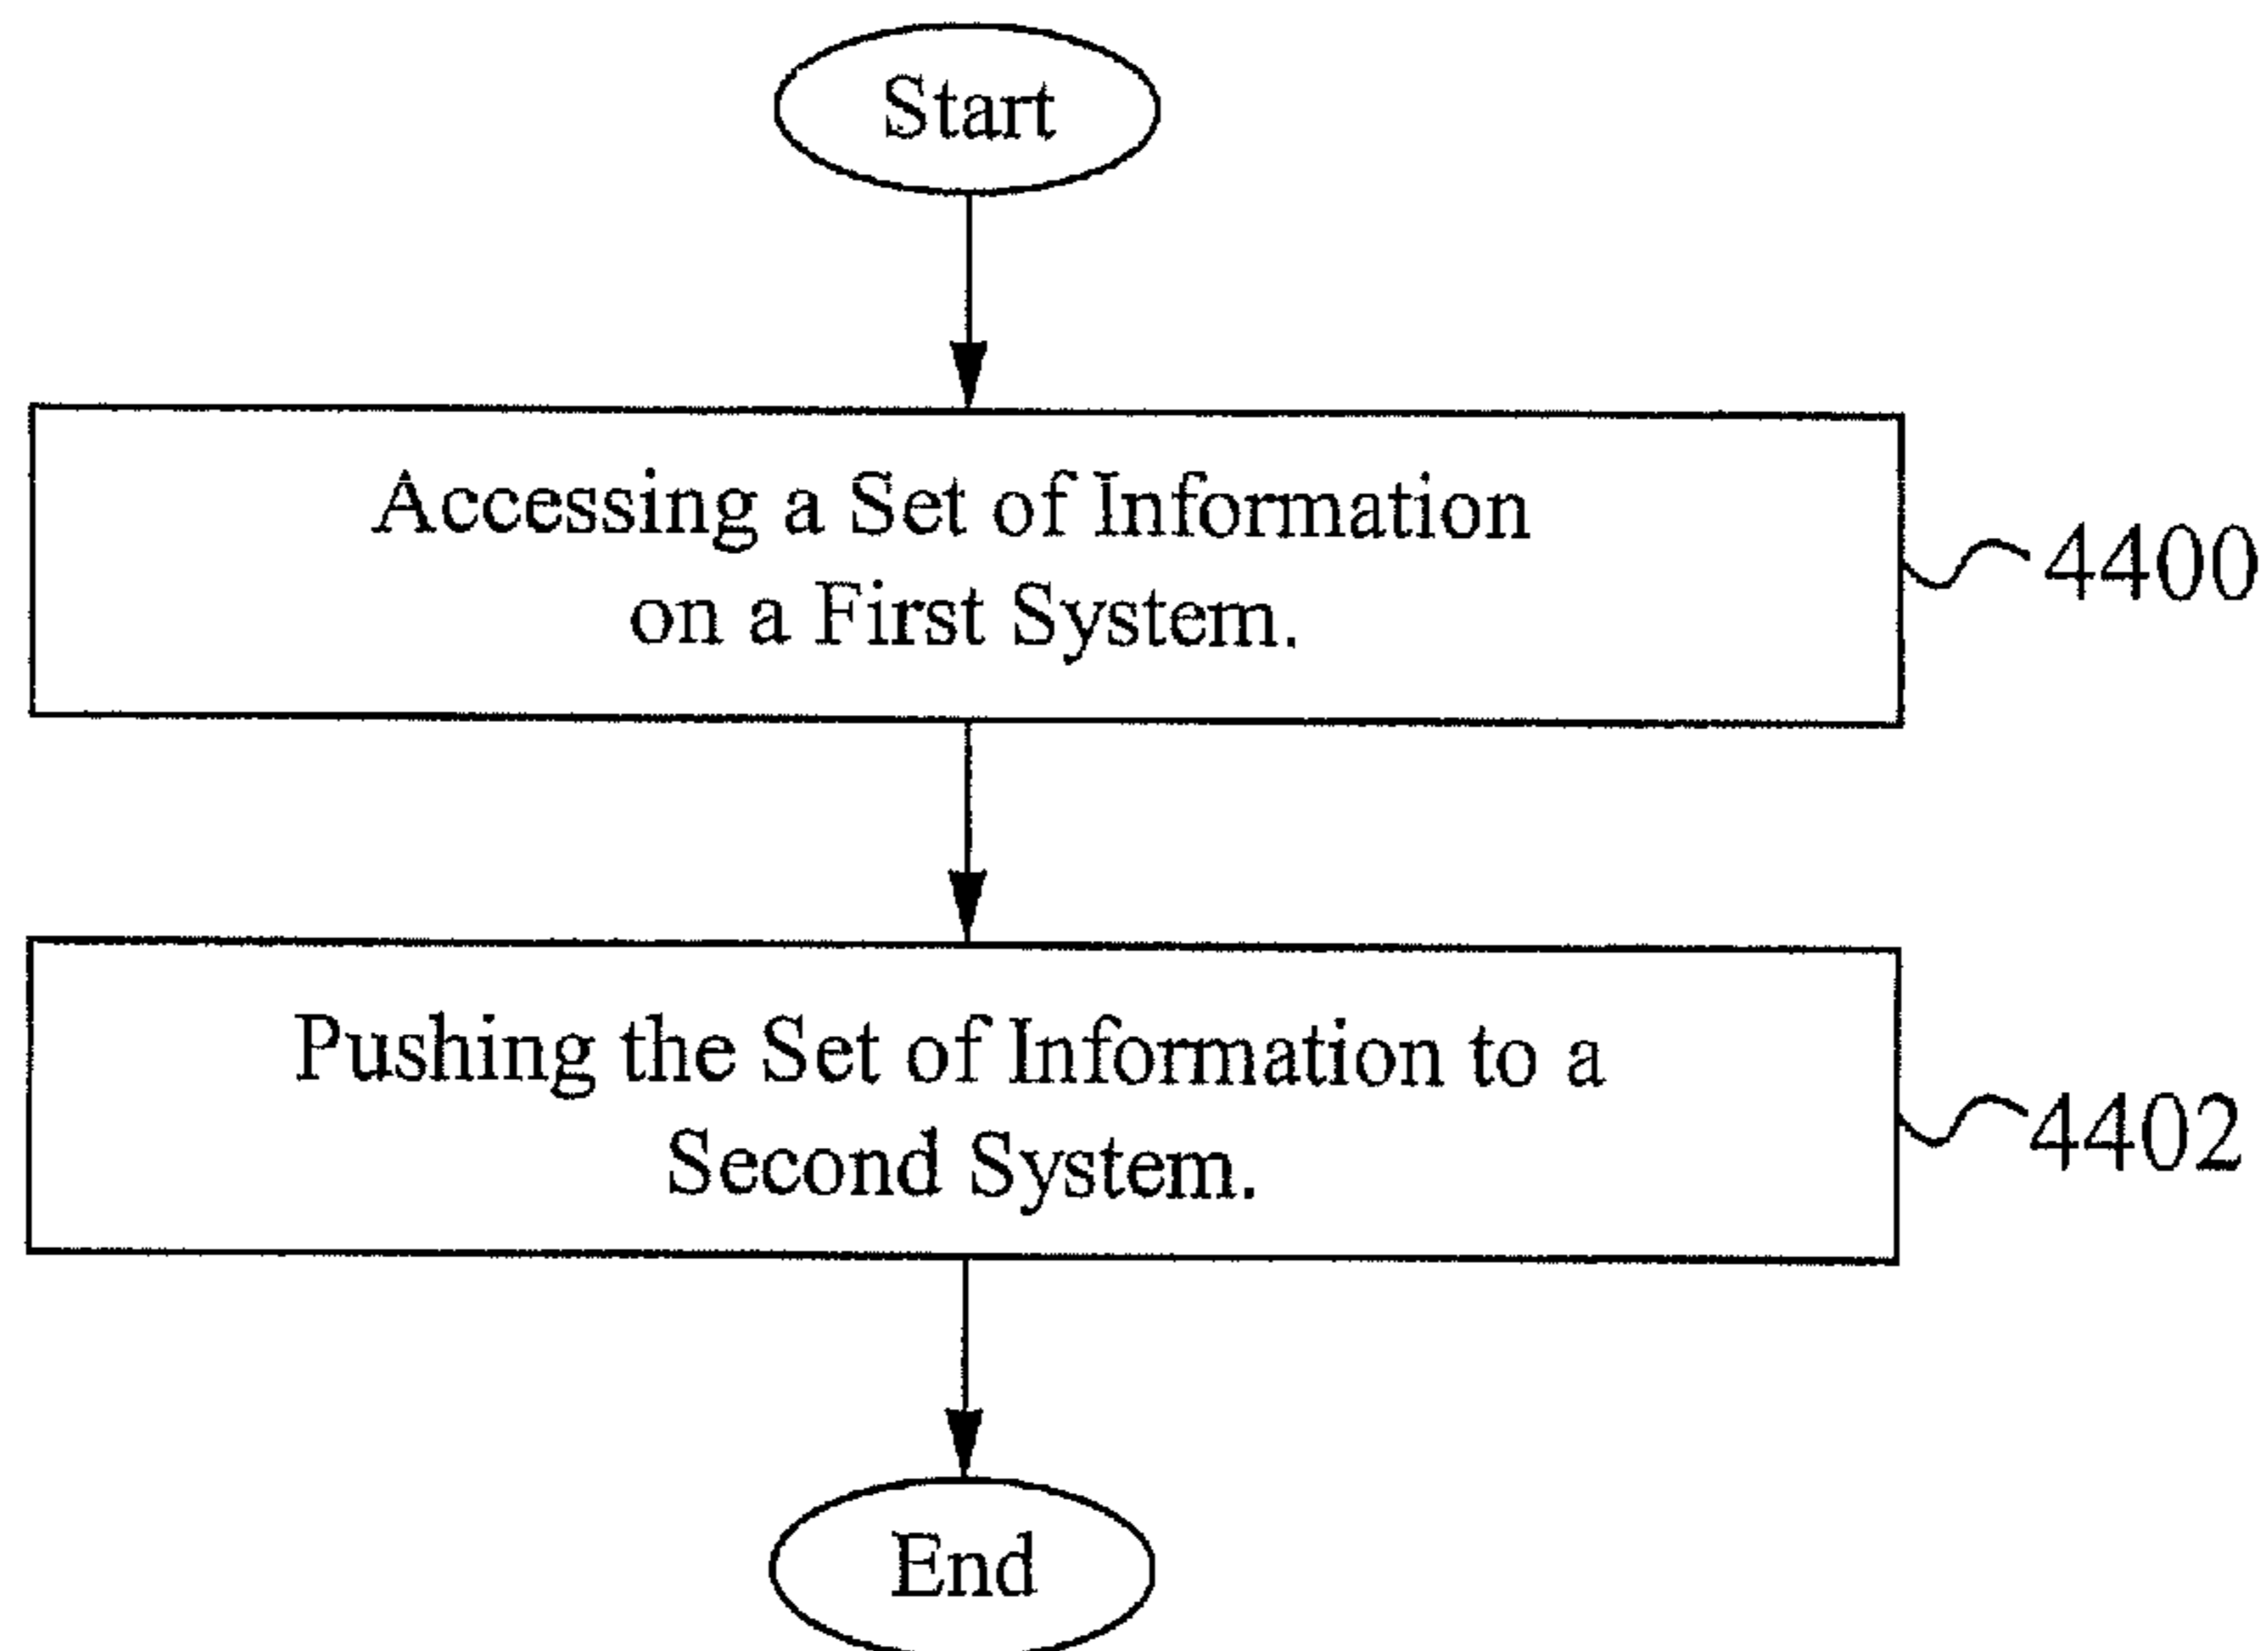 Start
Accessing a Set of Information
on a First System.
4400
Pushing the Set of Information to a
Second System.
4402
End